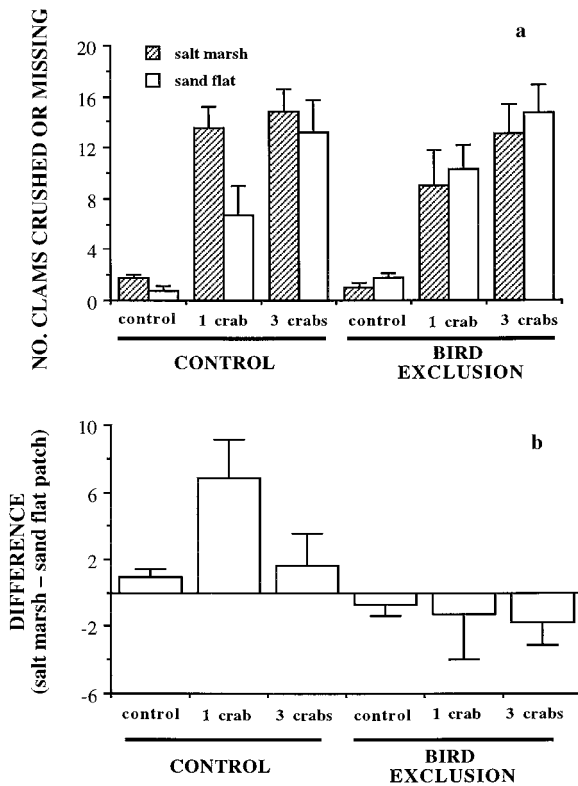 a
salt marsh
sand flat
NO. CLAMS CRUSHED OR MISSING
20
16
12
8
4
0
control 1 crab 3 crabs control 1 crab 3 crabs
CONTROL
BIRD
EXCLUSION
b
DIFFERENCE
(salt marsh – sand flat patch)
10
6
2
-2
-6
control 1 crab 3 crabs control 1 crab 3 crabs
CONTROL
BIRD
EXCLUSION